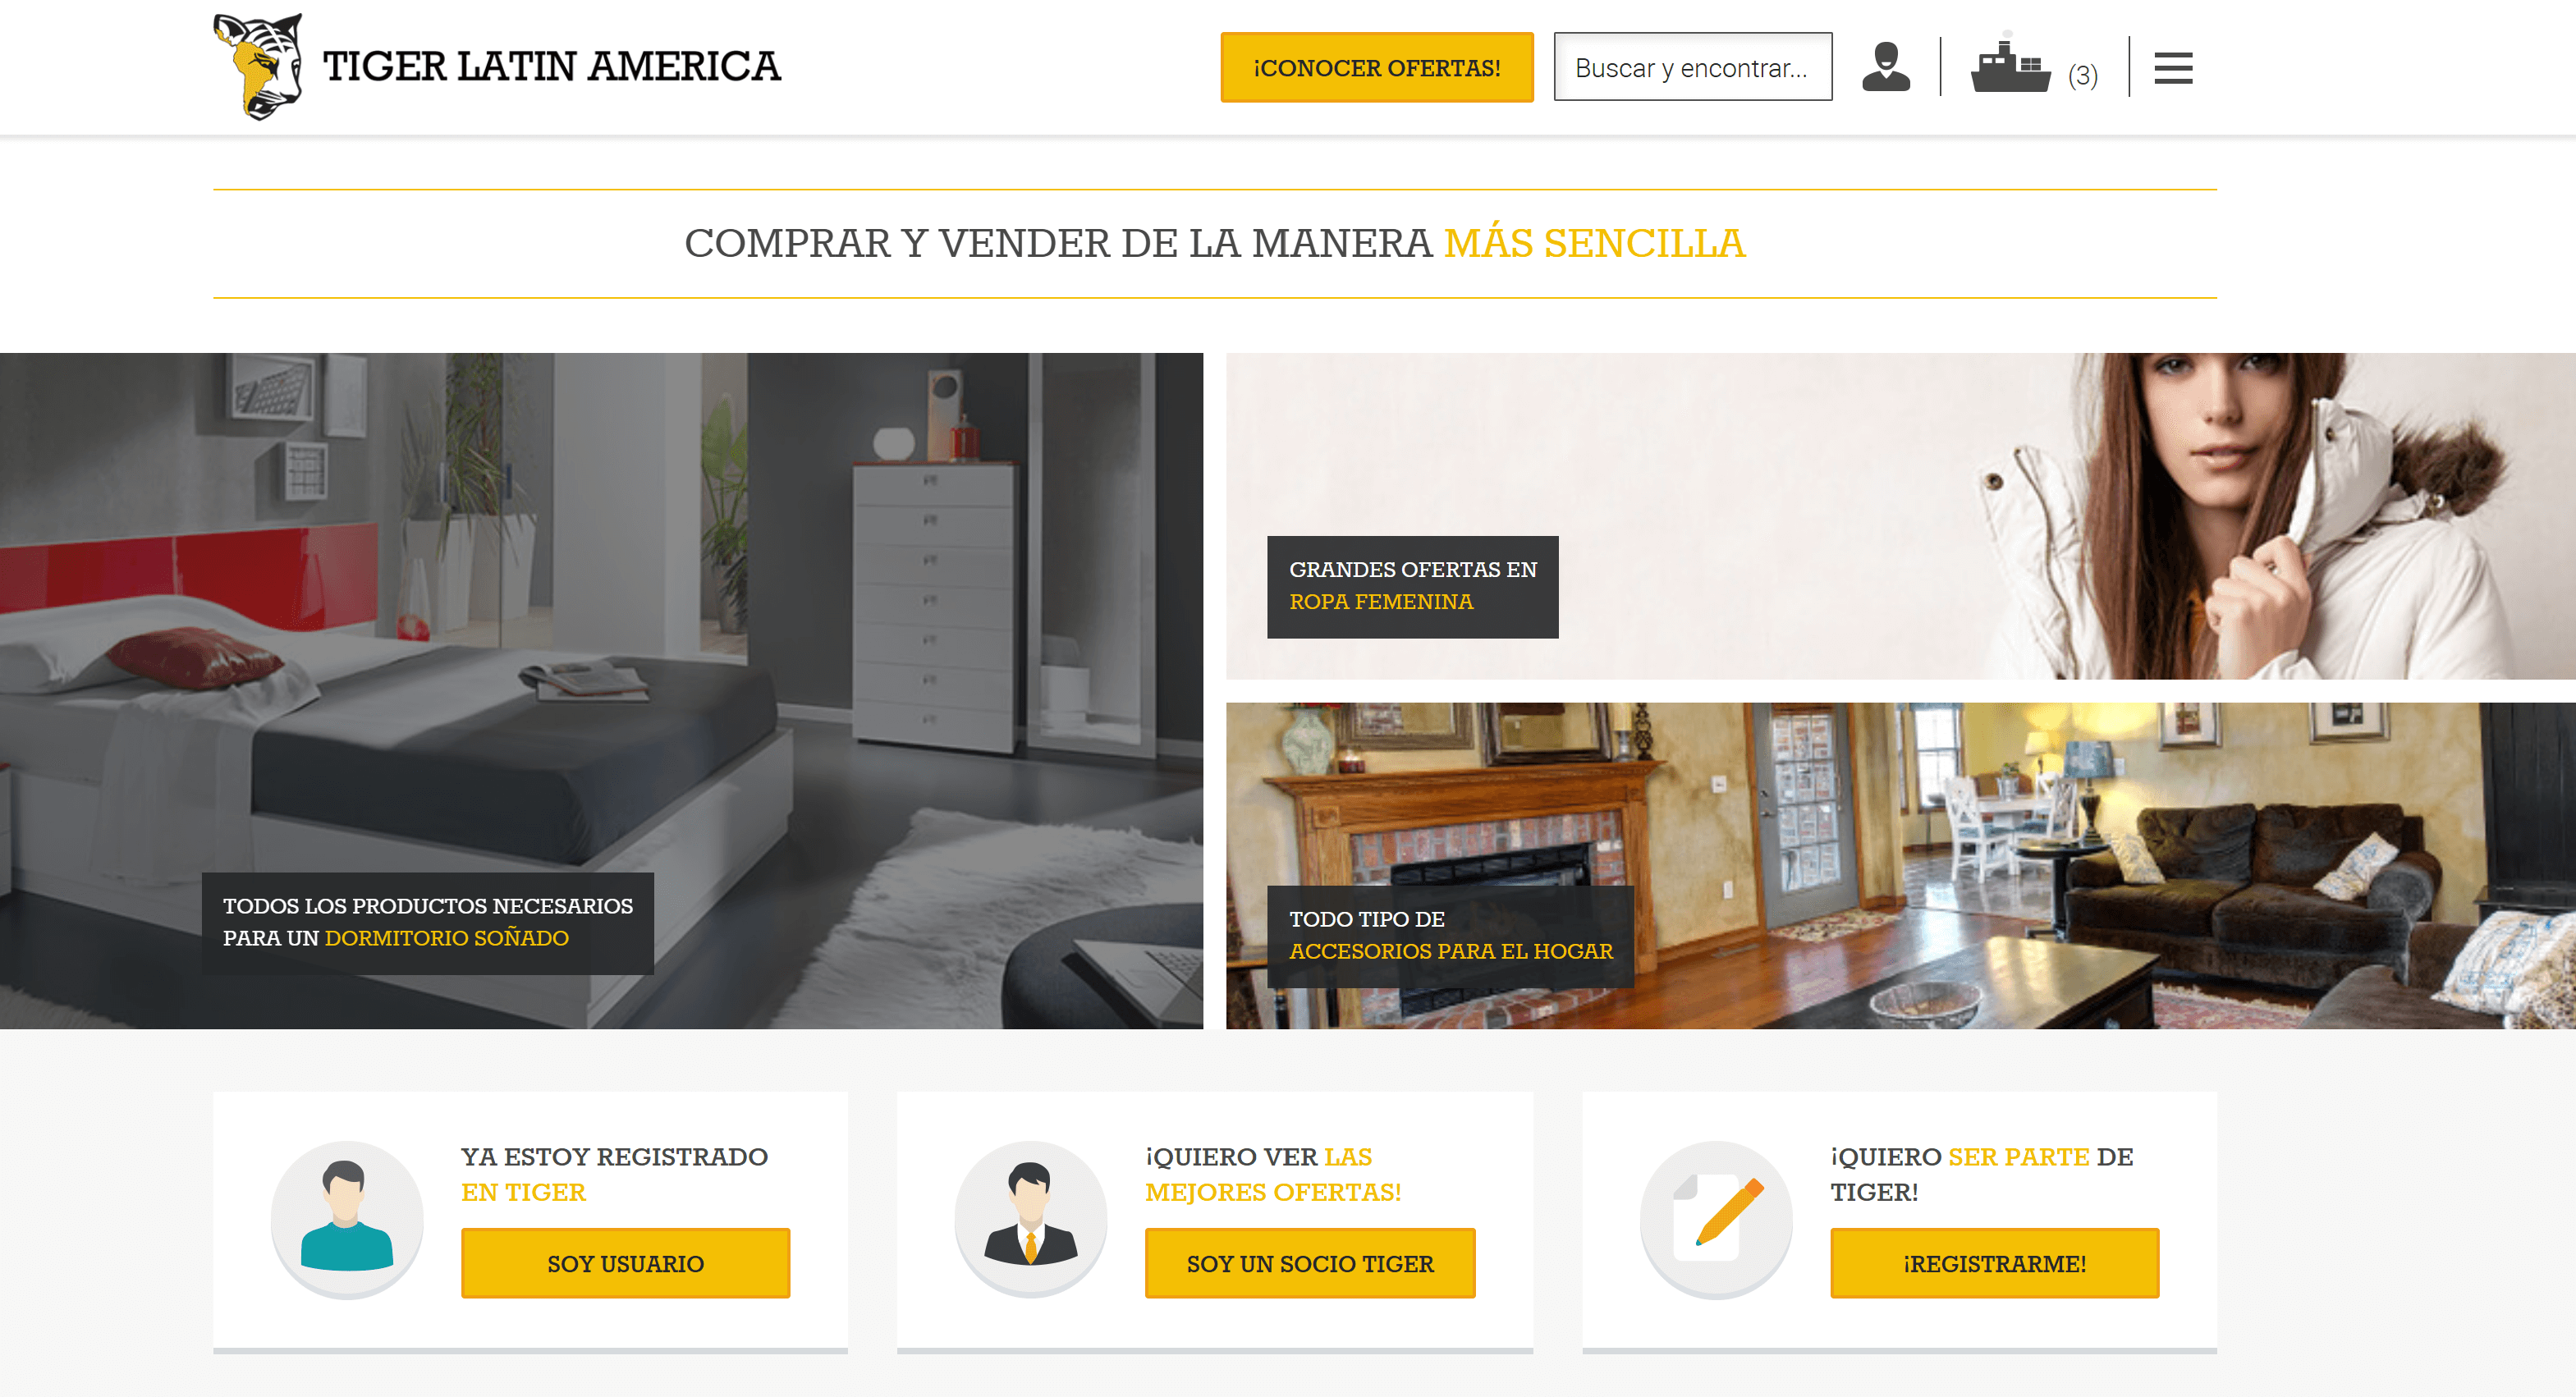 TIGER LATIN AMERICA
¡CONOCER OFERTAS!
Buscar y encontrar...
(3)
COMPRAR Y VENDER DE LA MANERA MÁS SENCILLA
GRANDES OFERTAS EN
ROPA FEMENINA
TODOS LOS PRODUCTOS NECESARIOS
PARA UN DORMITORIO SOÑADO
TODO TIPO DE
ACCESORIOS PARA EL HOGAR
YA ESTOY REGISTRADO
EN TIGER
SOY USUARIO
¡QUIERO VER LAS
MEJORES OFERTAS!
SOY UN SOCIO TIGER
¡QUIERO SER PARTE DE
TIGER!
¡REGISTRARME!